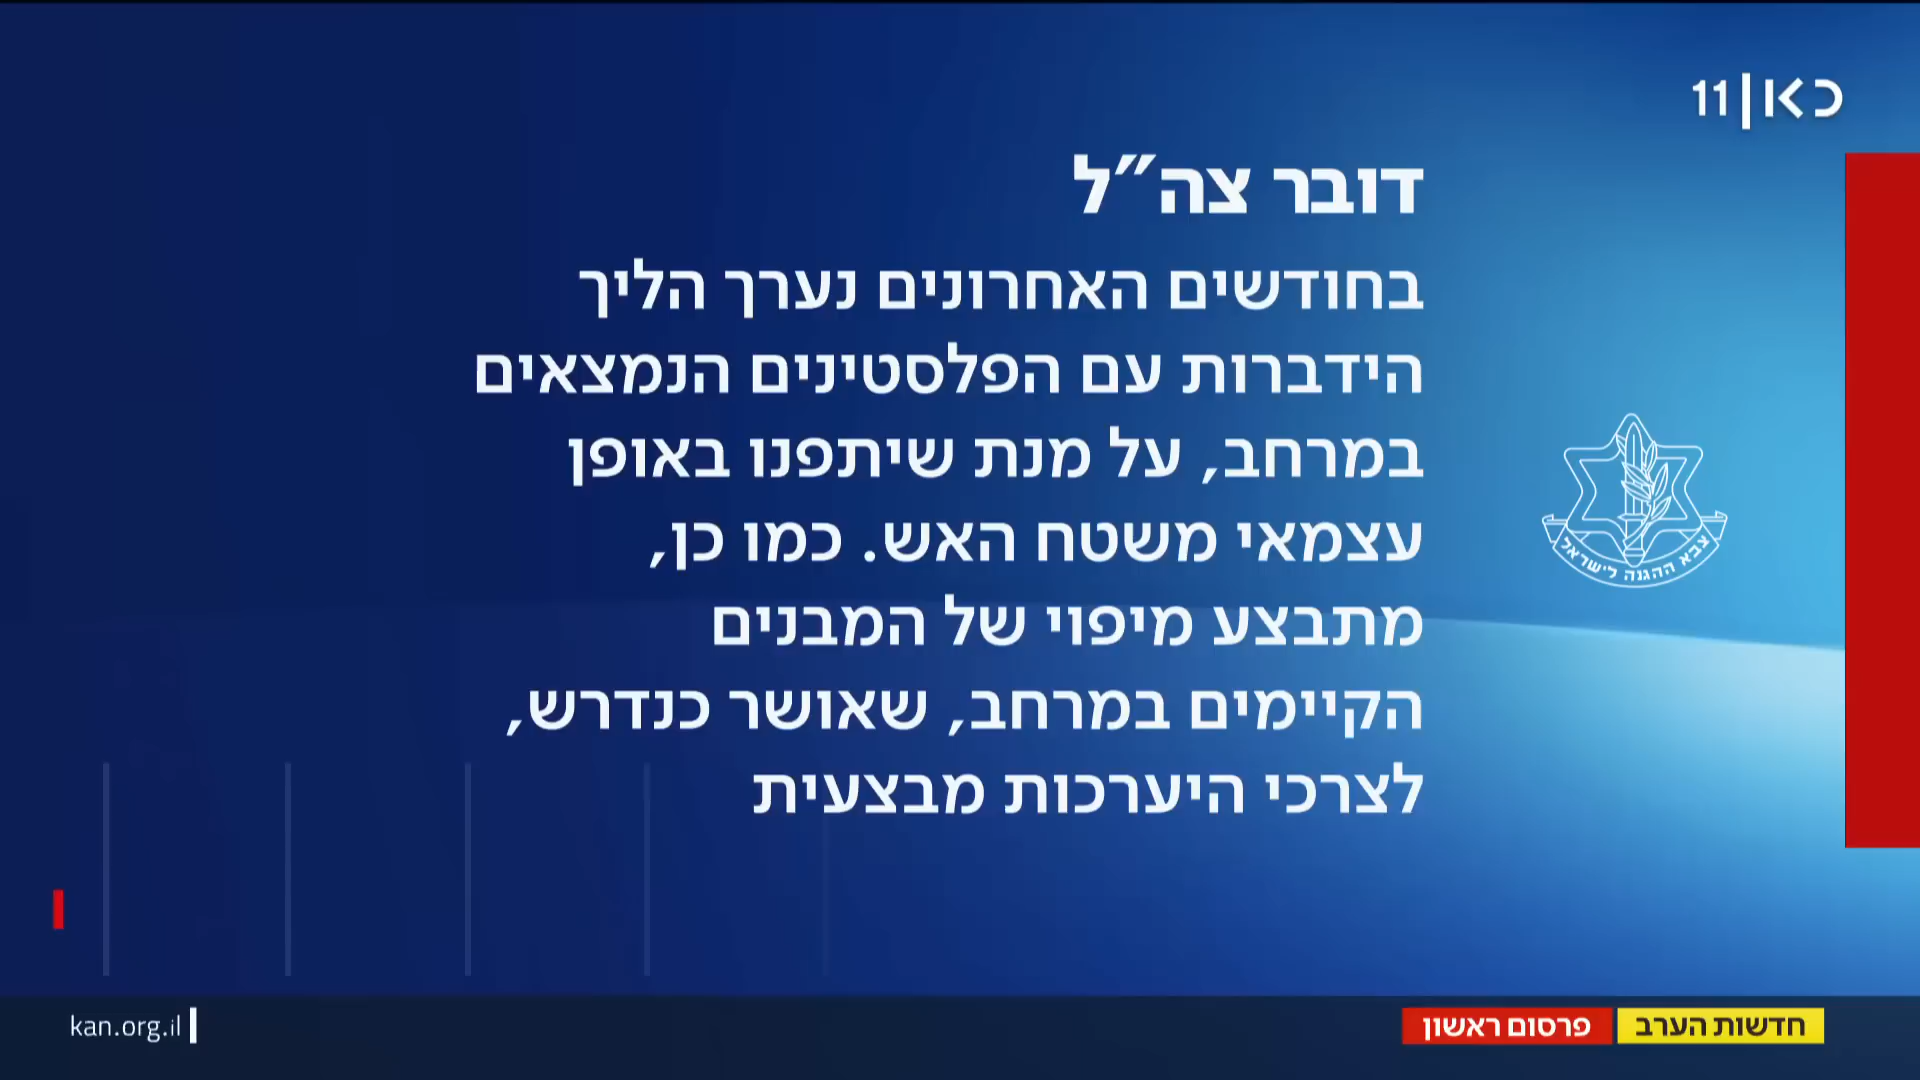 כאן 11
דובר צה״ל
בחודשים האחרונים נערך הליך
הידברות עם הפלסטינים הנמצאים
במרחב, על מנת שיתפנו באופן
עצמאי משטח האש. כמו כן,
מתבצע מיפוי של המבנים
הקיימים במרחב, שאושר כנדרש,
לצרכי היערכות מבצעית
צבא ההגנה לישראל
חדשות הערב
פרסום ראשון
kan.org.il